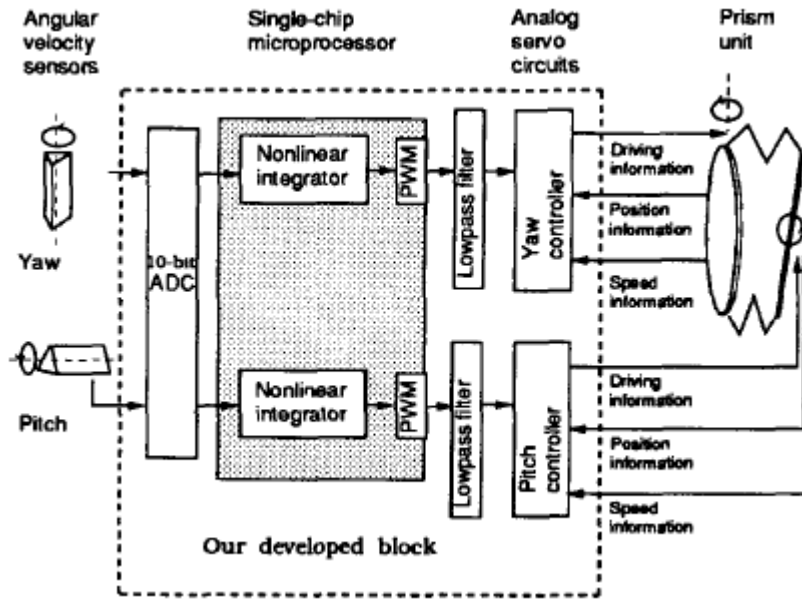 Angular
velocity
sensors
Single-chip
microprocessor
Analog
servo
circuits
Prism
unit
Yaw
10-bit
ADC
Nonlinear
integrator
PWM
Lowpass filter
Yaw
controller
Driving
information
Position
information
Speed
information
Pitch
Nonlinear
integrator
PWM
Lowpass filter
Pitch
controller
Driving
information
Position
information
Speed
information
Our developed block